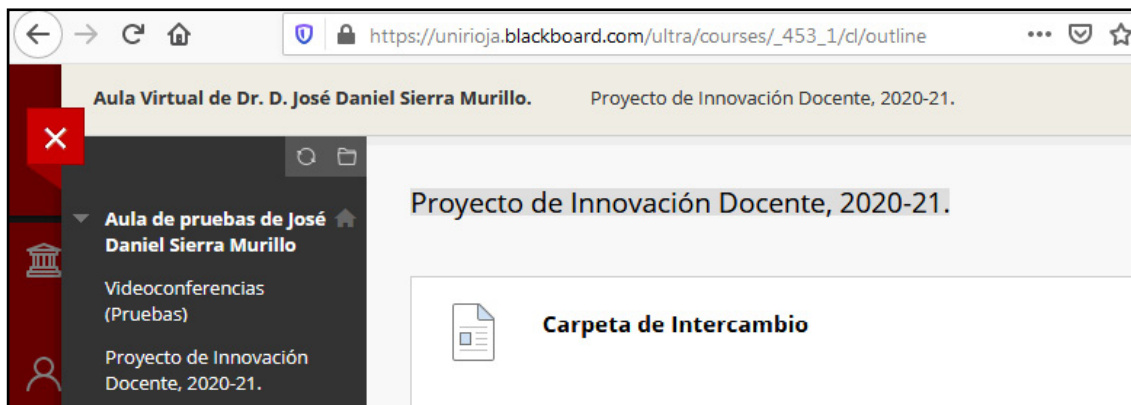 https://unirioja.blackboard.com/ultra/courses/_453_1/cl/outline
Aula Virtual de Dr. D. José Daniel Sierra Murillo. Proyecto de Innovación Docente, 2020-21.
Aula de pruebas de José
Daniel Sierra Murillo
Videoconferencias
(Pruebas)
Proyecto de Innovación
Docente, 2020-21.
Proyecto de Innovación Docente, 2020-21.
Carpeta de Intercambio